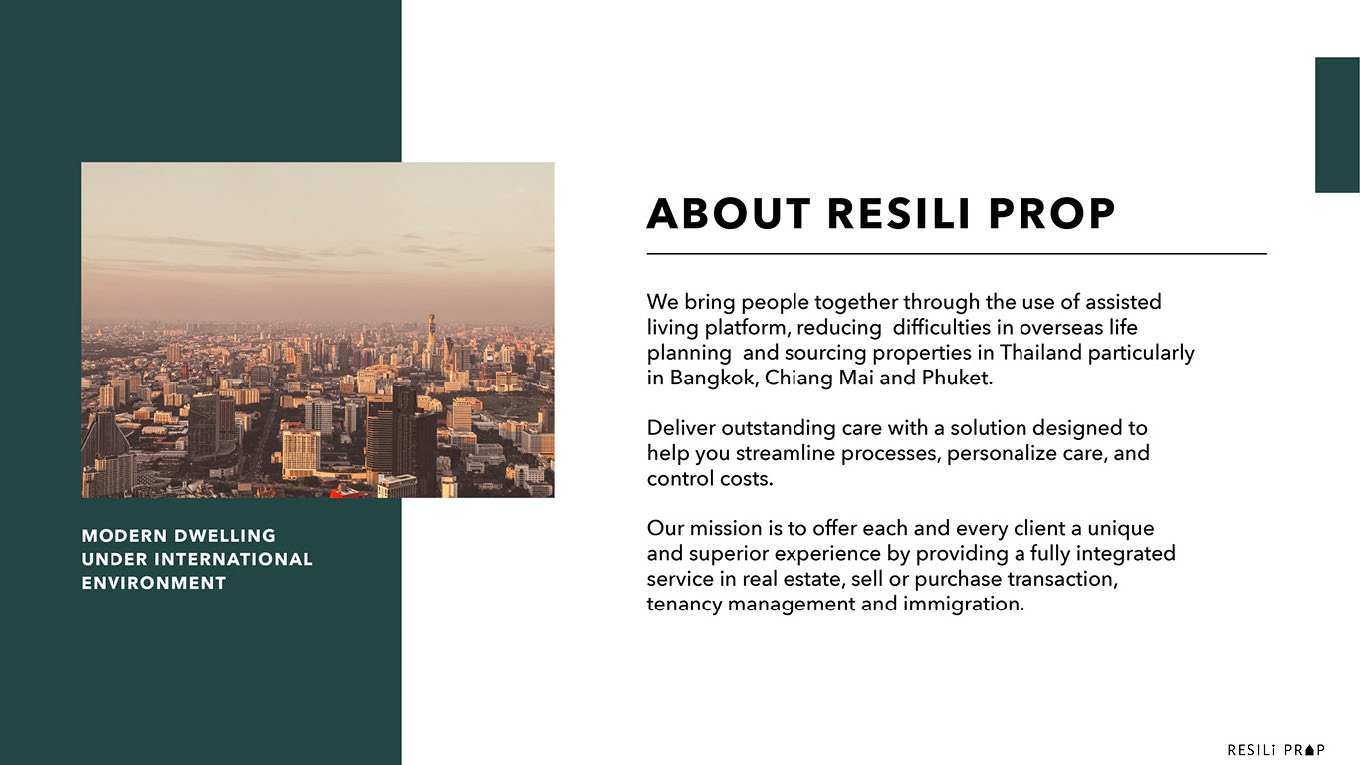 ABOUT RESILI PROP
We bring people together through the use of assisted
living platform, reducing  difficulties in overseas life
planning  and sourcing properties in Thailand particularly
in Bangkok, Chiang Mai and Phuket.
Deliver outstanding care with a solution designed to
help you streamline processes, personalize care, and
control costs.
Our mission is to offer each and every client a unique
and superior experience by providing a fully integrated
service in real estate, sell or purchase transaction,
tenancy management and immigration.
MODERN DWELLING
UNDER INTERNATIONAL
ENVIRONMENT
RESILi PROP